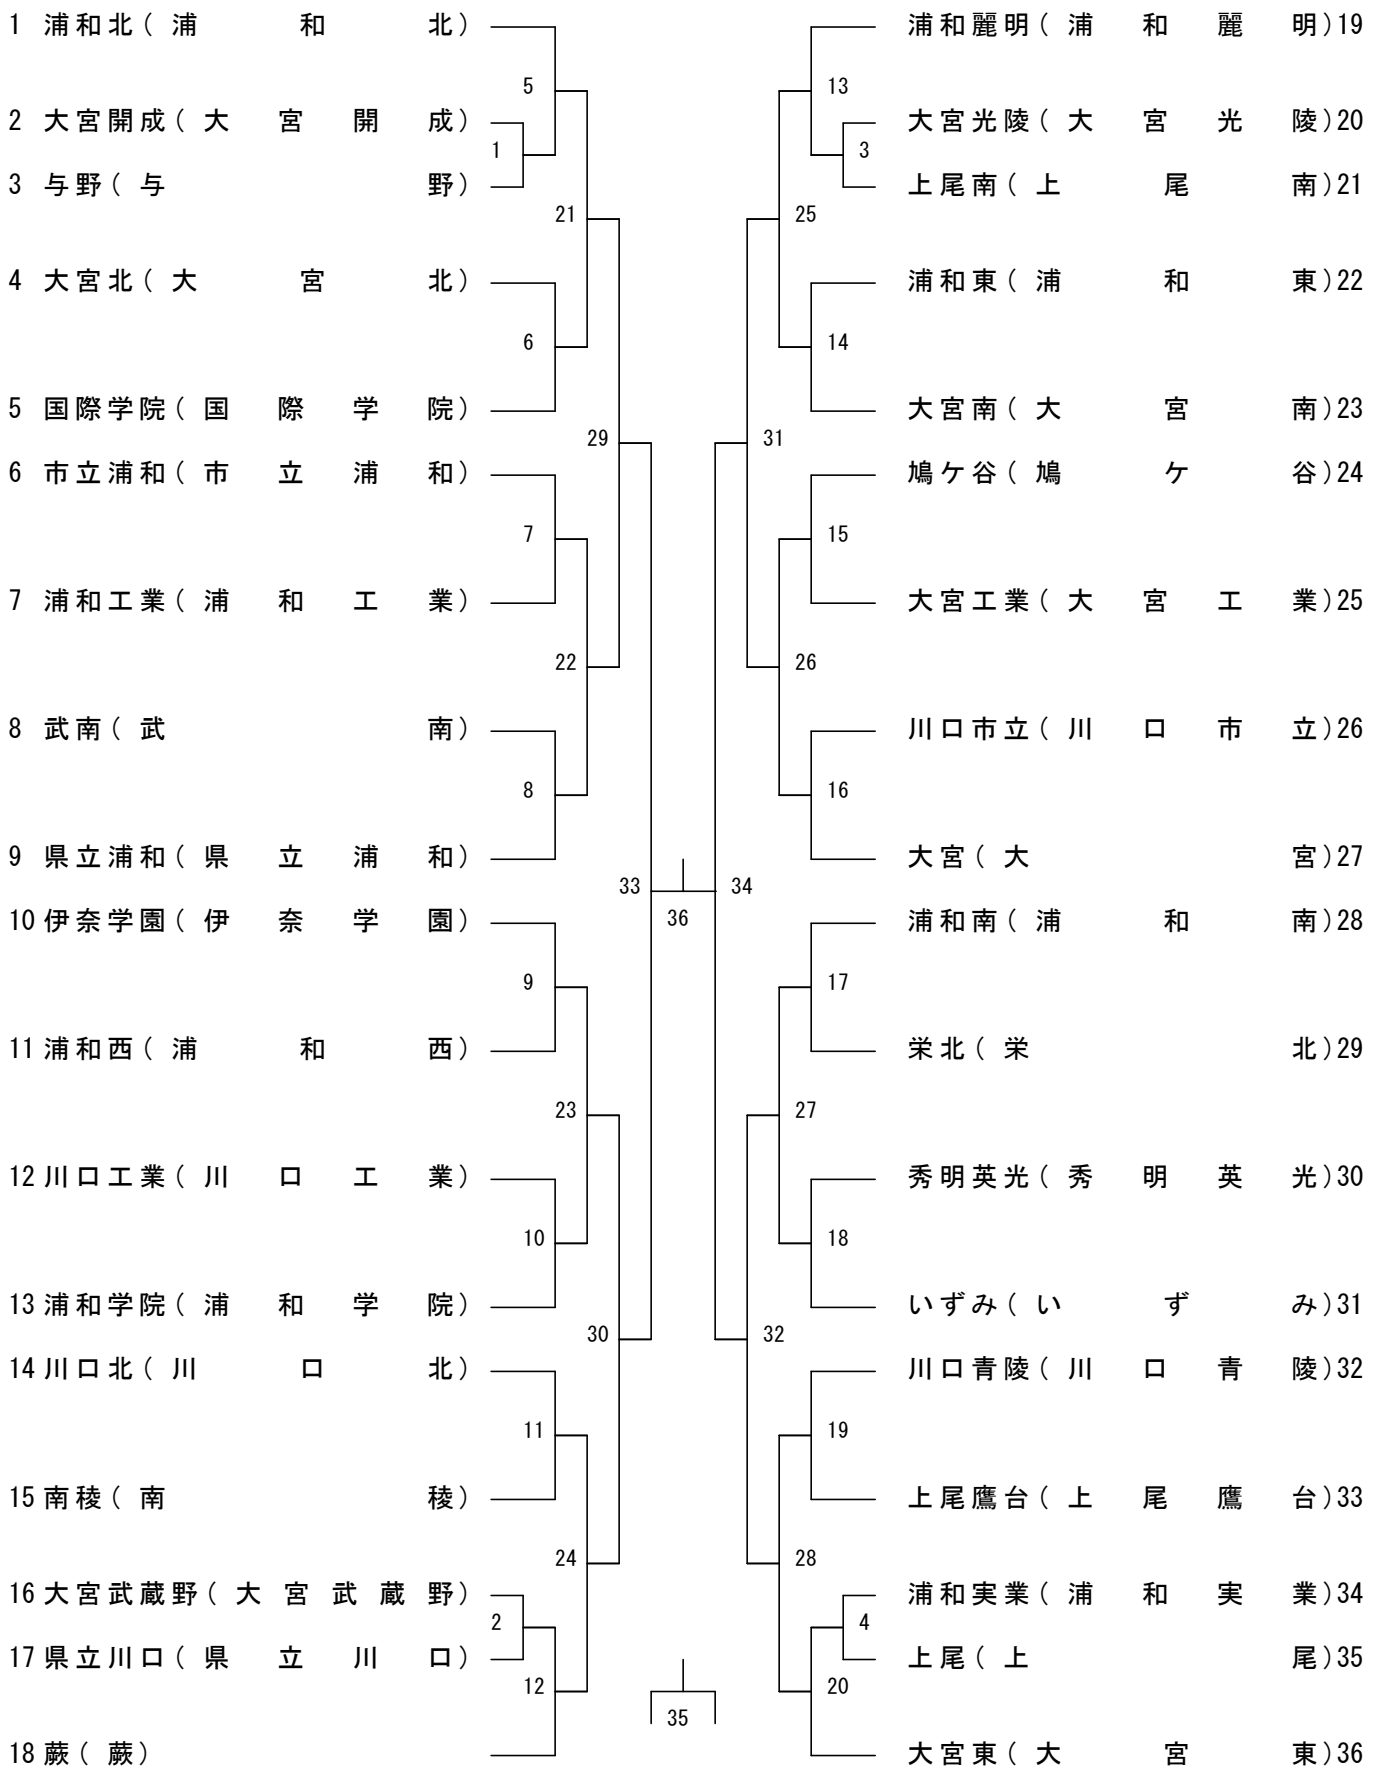 1 浦和北(浦和北)
5
2 大宮開成(大宮開成)
1
3 与野(与野)
21
4 大宮北(大宮北)
6
5 国際学院(国際学院)
29
6 市立浦和(市立浦和)
7
7 浦和工業(浦和工業)
22
8 武南(武南)
8
9 県立浦和(県立浦和)
33
10 伊奈学園(伊奈学園)
9
11 浦和西(浦和西)
23
12 川口工業(川口工業)
10
13 浦和学院(浦和学院)
30
14 川口北(川口北)
11
15 南稜(南稜)
24
16 大宮武蔵野(大宮武蔵野)
2
17 県立川口(県立川口)
12
18 蕨(蕨)
36
35
浦和麗明(浦和麗明)19
13
大宮光陵(大宮光陵)20
3
上尾南(上尾南)21
25
浦和東(浦和東)22
14
大宮南(大宮南)23
31
鳩ケ谷(鳩ケ谷)24
15
大宮工業(大宮工業)25
26
川口市立(川口市立)26
16
大宮(大宮)27
34
浦和南(浦和南)28
17
栄北(栄北)29
27
秀明英光(秀明英光)30
18
いずみ(いずみ)31
32
川口青陵(川口青陵)32
19
上尾鷹台(上尾鷹台)33
28
浦和実業(浦和実業)34
4
上尾(上尾)35
20
大宮東(大宮東)36